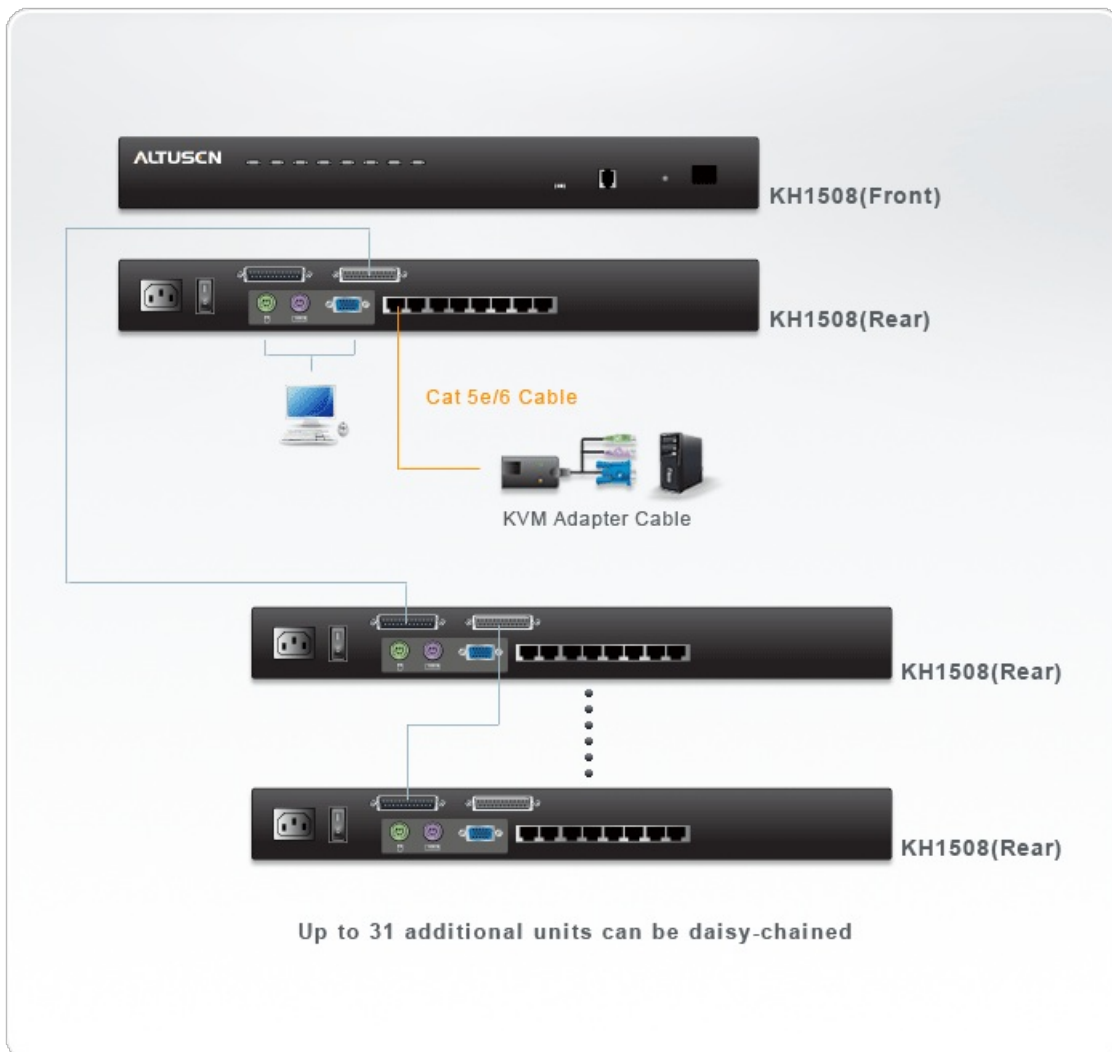 ALTUSCN
KH1508(Front)
KH1508(Rear)
Cat 5e/6 Cable
KVM Adapter Cable
KH1508(Rear)
KH1508(Rear)
Up to 31 additional units can be daisy-chained